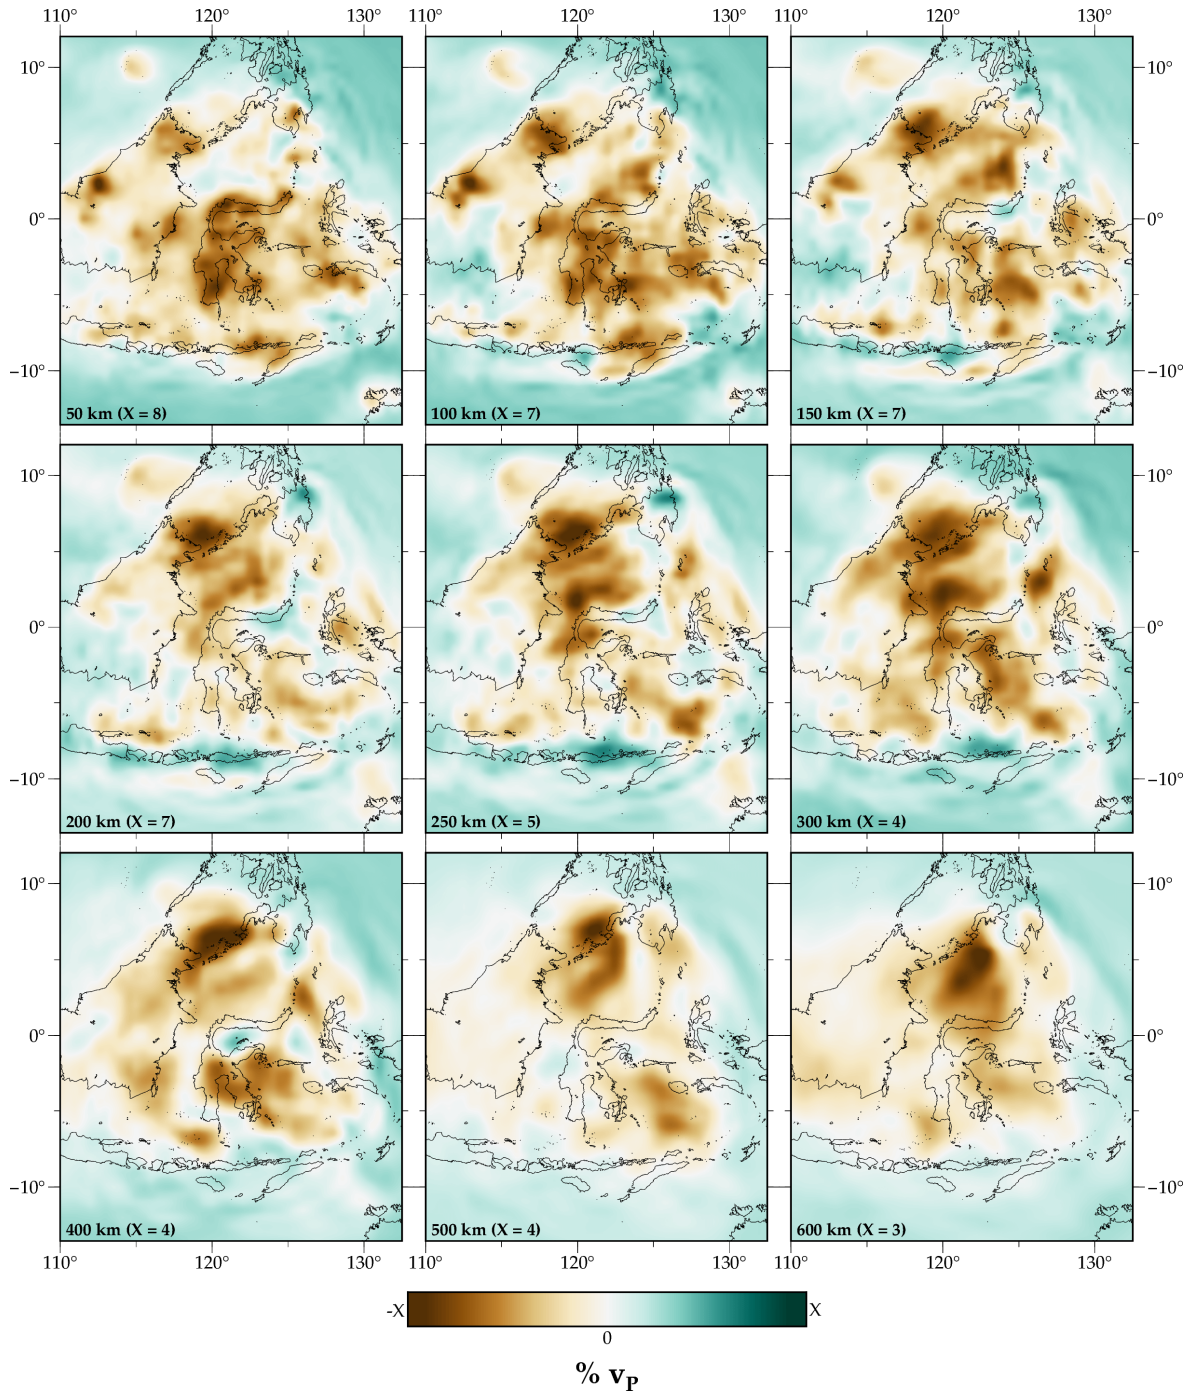 110° 120° 130° 110° 120° 130° 110° 120° 130°
10° 10°
0° 0°
−10° −10°
50 km (X = 8) 100 km (X = 7) 150 km (X = 7)
10° 10°
0° 0°
−10° −10°
200 km (X = 7) 250 km (X = 5) 300 km (X = 4)
10° 10°
0° 0°
−10° −10°
400 km (X = 4) 500 km (X = 4) 600 km (X = 3)
110° 120° 130° 110° 120° 130° 110° 120° 130°
-X X
0
% vP